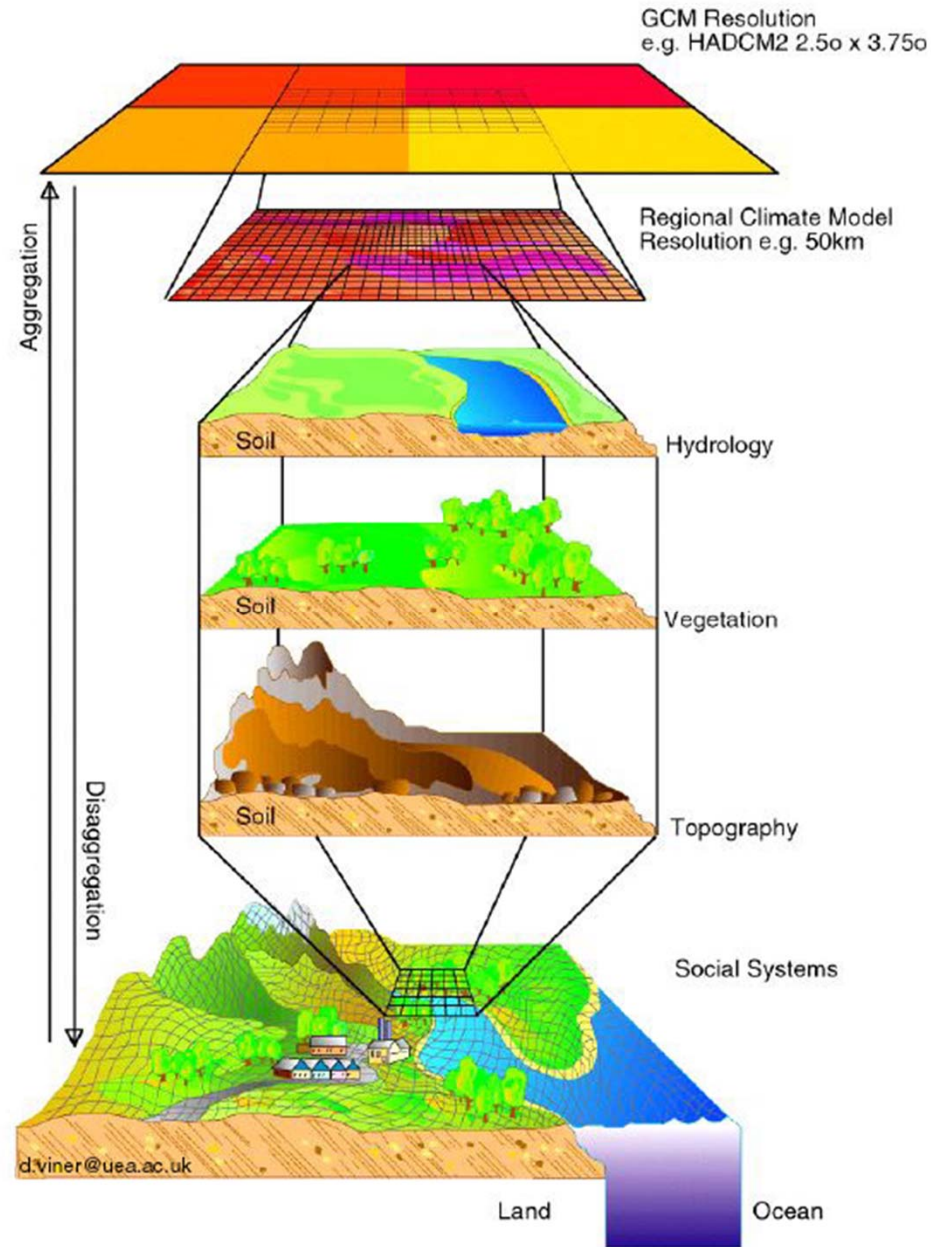 GCM Resolution
e.g. HADCM2 2.5o x 3.75o
Regional Climate Model
Resolution e.g. 50km
Aggregation
Soil
Hydrology
Soil
Vegetation
Soil
Topography
Disaggregation
Social Systems
d.viner@uea.ac.uk
Land
Ocean